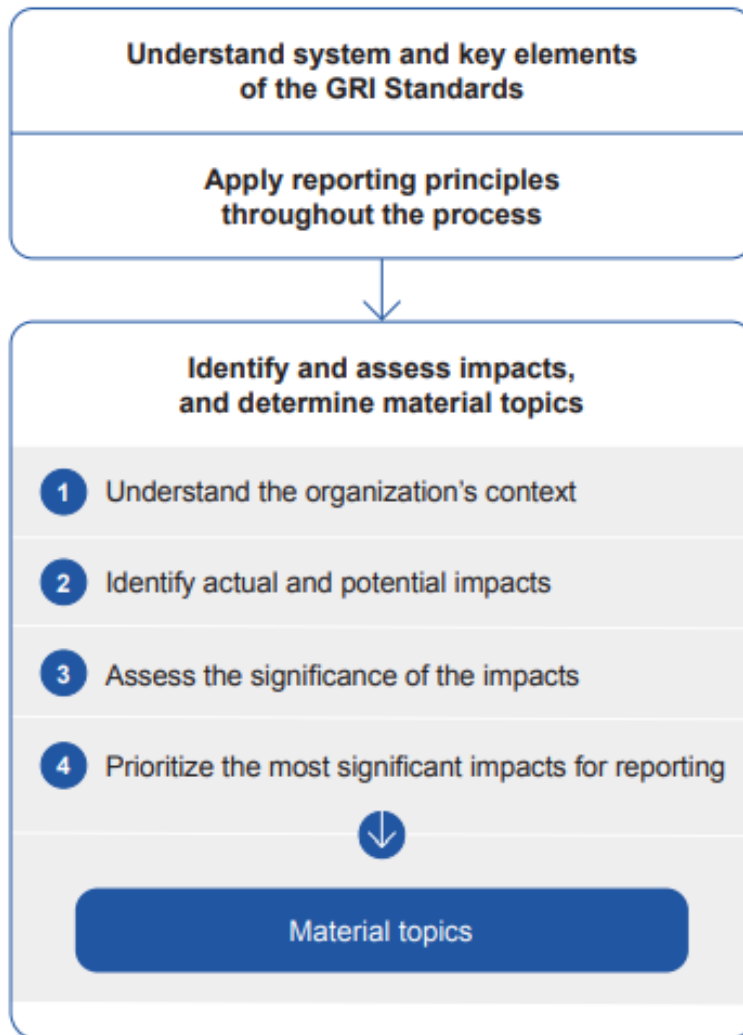 Understand system and key elements
of the GRI Standards
Apply reporting principles
throughout the process
Identify and assess impacts,
and determine material topics
1 Understand the organization’s context
2 Identify actual and potential impacts
3 Assess the significance of the impacts
4 Prioritize the most significant impacts for reporting
Material topics